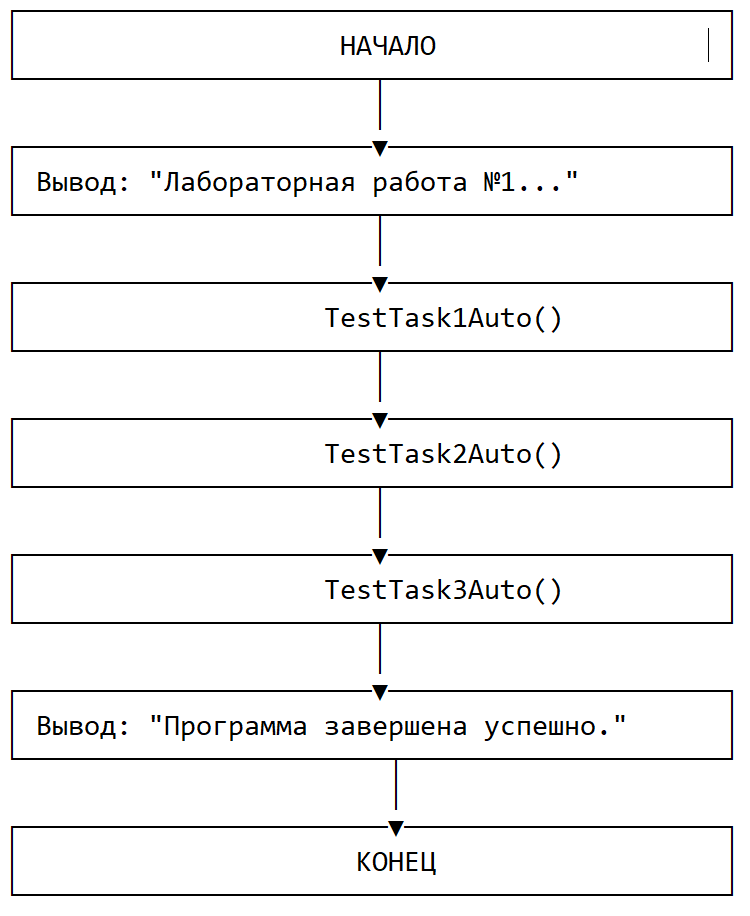 НАЧАЛО
Вывод: "Лабораторная работа №1..."
TestTask1Auto()
TestTask2Auto()
TestTask3Auto()
Вывод: "Программа завершена успешно."
КОНЕЦ